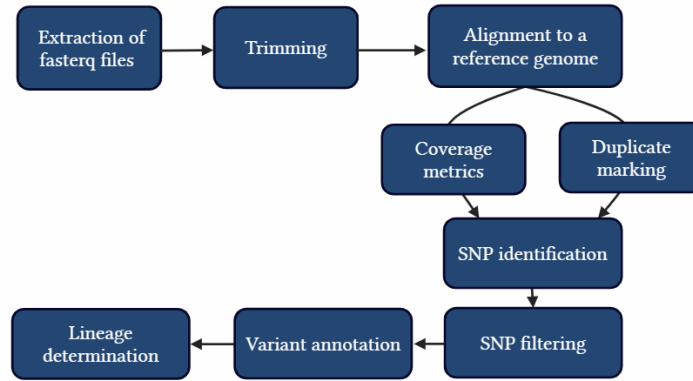 Extraction of
fasterq files
Trimming
Alignment to a
reference genome
Coverage
metrics
Duplicate
marking
SNP identification
SNP filtering
Variant annotation
Lineage
determination